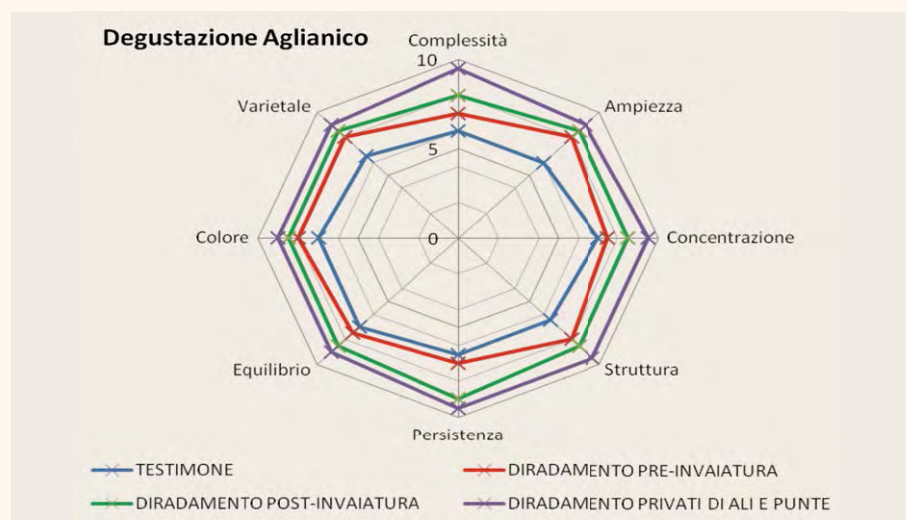 Degustazione Aglianico
Complessità
10
Varietale
Ampiezza
5
Colore
0
Concentrazione
Equilibrio
Struttura
Persistenza
TESTIMONE
DIRADAMENTO PRE-INVAIATURA
DIRADAMENTO POST-INVAIATURA
DIRADAMENTO PRIVATI DI ALI E PUNTE